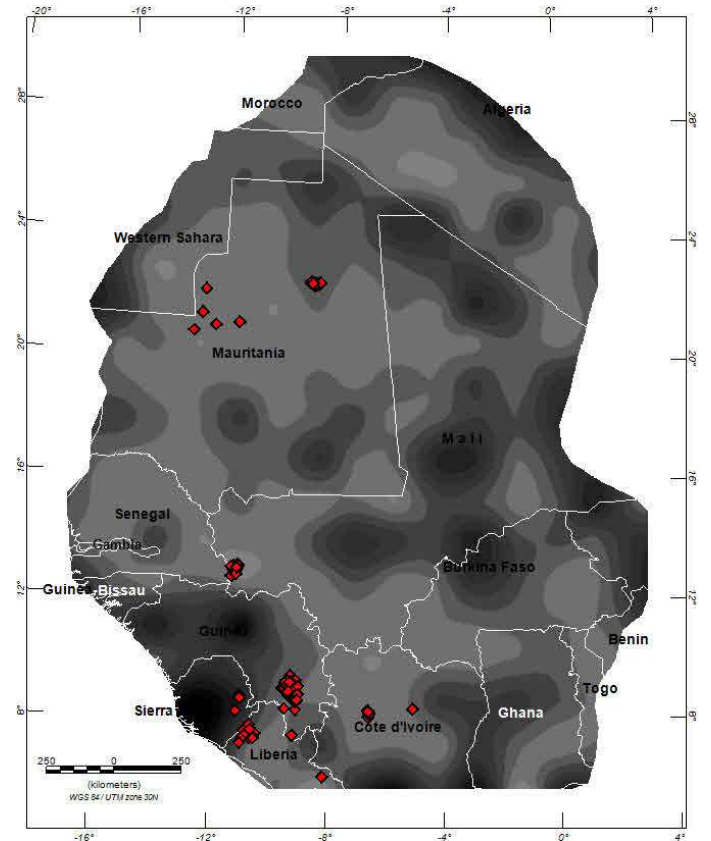 -20° -16° -12° -8° -4° 0°
Morocco
Algeria
28° 28°
Western Sahara
24° 24°
Mauritania
20° 20°
M a l i
16° 16°
Senegal
Gambia
Burkina Faso
Guinea-Bissau
12° 12°
Guinea
Benin
Togo
Sierra
Ghana
8° 8°
Côte d'Ivoire
Liberia
250 0 250
(kilometers)
WGS 84 / UTM zone 30N
-16° -12° -8° -4° 0° 4°